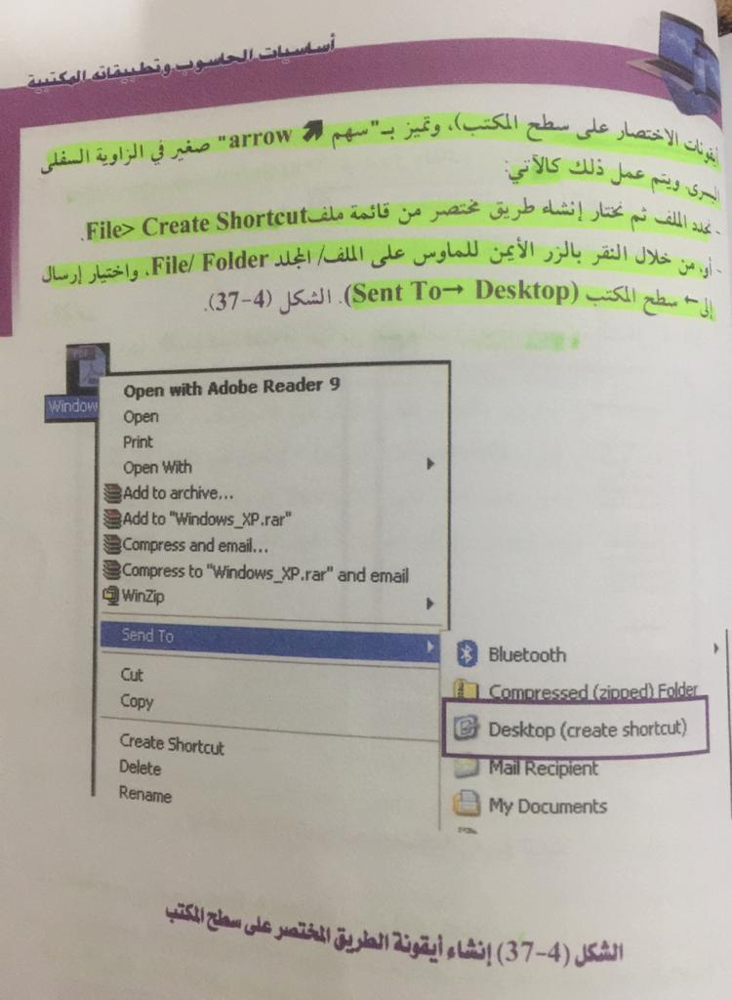 أساسيات الحاسوب وتطبيقاته المكتبية
أيقونات الاختصار على سطح المكتب)، وتميز بـ"سهم arrow" صغير في الزاوية السفلى
اليسرى ويتم عمل ذلك كالآتي:
- نحدد الملف ثم نختار إنشاء طريق مختصر من قائمة ملف File> Create Shortcut.
- أو، من خلال النقر بالزر الأيمن للماوس على الملف/ المجلد File/ Folder، واختيار إرسال
إلى← سطح المكتب (Sent To→ Desktop). الشكل (4-37).
PDF
Window
Open with Adobe Reader 9
Open
Print
Open With
Add to archive...
Add to "Windows_XP.rar"
Compress and email...
Compress to "Windows_XP.rar" and email
WinZip
Send To
Cut
Copy
Create Shortcut
Delete
Rename
Bluetooth
Compressed (zipped) Folder
Desktop (create shortcut)
Mail Recipient
My Documents
الشكل (4-37) إنشاء أيقونة الطريق المختصر على سطح المكتب